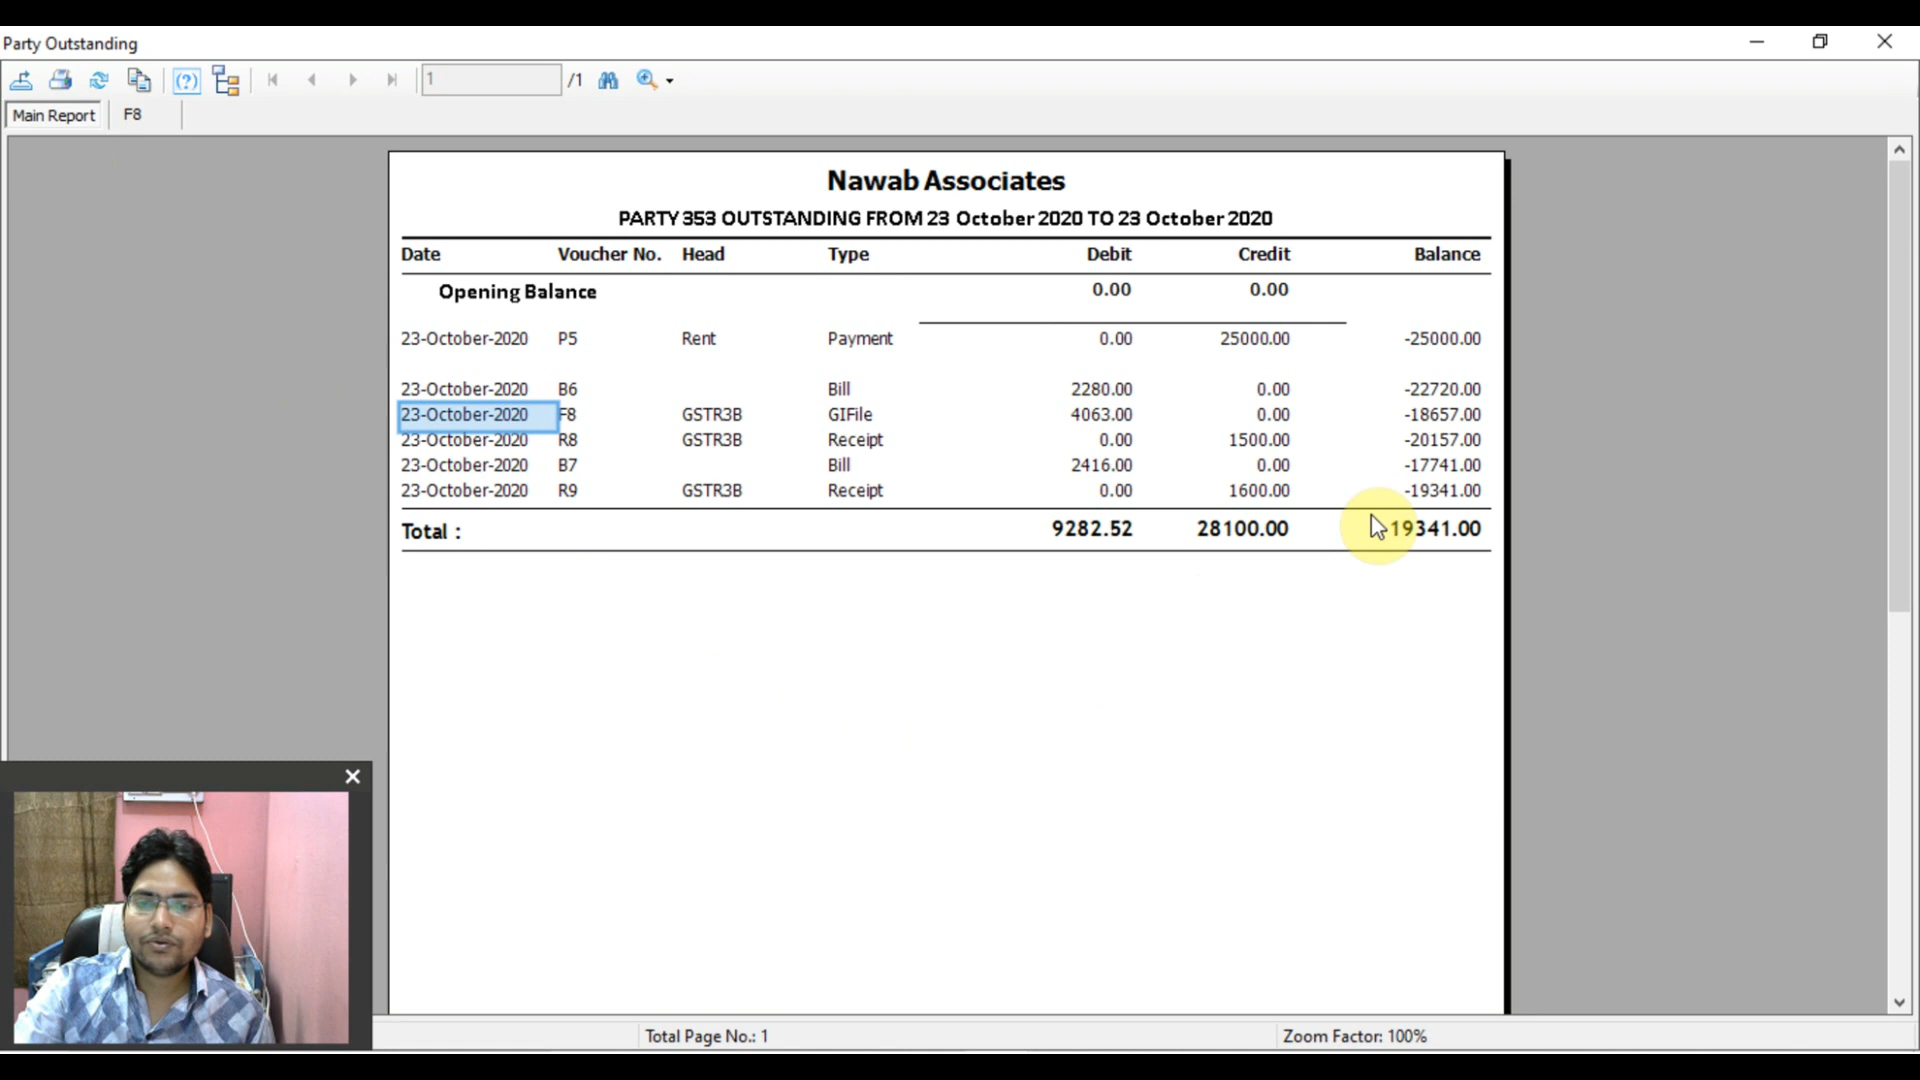 Party Outstanding
1 /1
Main Report F8
Nawab Associates
PARTY 353 OUTSTANDING FROM 23 October 2020 TO 23 October 2020
Date Voucher No. Head Type Debit Credit Balance
Opening Balance 0.00 0.00
23-October-2020 P5 Rent Payment 0.00 25000.00 -25000.00
23-October-2020 B6 Bill 2280.00 0.00 -22720.00
23-October-2020 F8 GSTR3B GIFile 4063.00 0.00 -18657.00
23-October-2020 R8 GSTR3B Receipt 0.00 1500.00 -20157.00
23-October-2020 B7 Bill 2416.00 0.00 -17741.00
23-October-2020 R9 GSTR3B Receipt 0.00 1600.00 -19341.00
Total : 9282.52 28100.00 19341.00
Total Page No.: 1 Zoom Factor: 100%